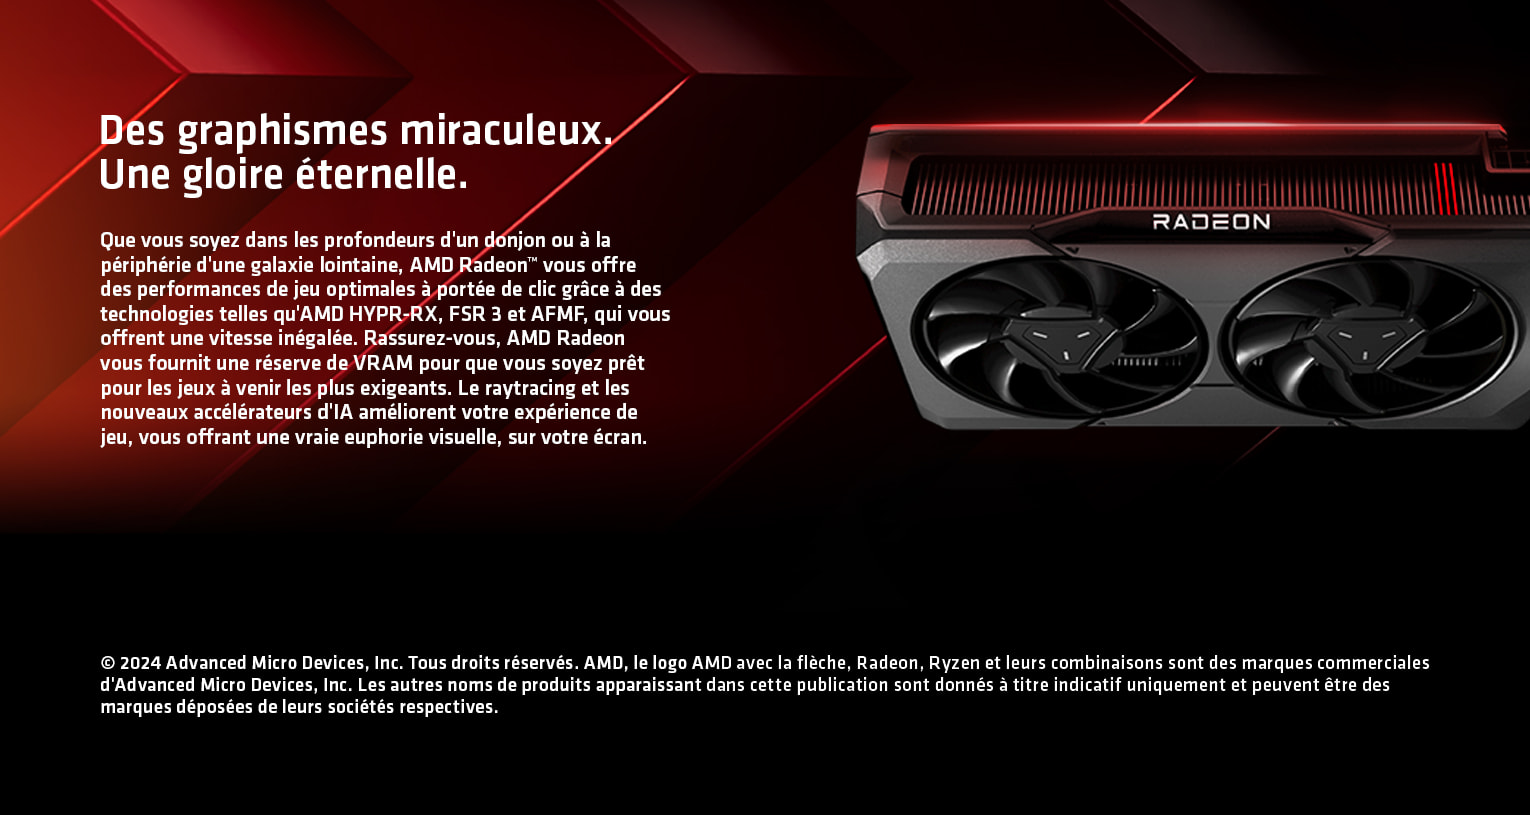 Des graphismes miraculeux.
Une gloire éternelle.
Que vous soyez dans les profondeurs d'un donjon ou à la
périphérie d'une galaxie lointaine, AMD Radeon™ vous offre
des performances de jeu optimales à portée de clic grâce à des
technologies telles qu'AMD HYPR-RX, FSR 3 et AFMF, qui vous
offrent une vitesse inégalée. Rassurez-vous, AMD Radeon
vous fournit une réserve de VRAM pour que vous soyez prêt
pour les jeux à venir les plus exigeants. Le raytracing et les
nouveaux accélérateurs d'IA améliorent votre expérience de
jeu, vous offrant une vraie euphorie visuelle, sur votre écran.
RADEON
© 2024 Advanced Micro Devices, Inc. Tous droits réservés. AMD, le logo AMD avec la flèche, Radeon, Ryzen et leurs combinaisons sont des marques commerciales
d'Advanced Micro Devices, Inc. Les autres noms de produits apparaissant dans cette publication sont donnés à titre indicatif uniquement et peuvent être des
marques déposées de leurs sociétés respectives.